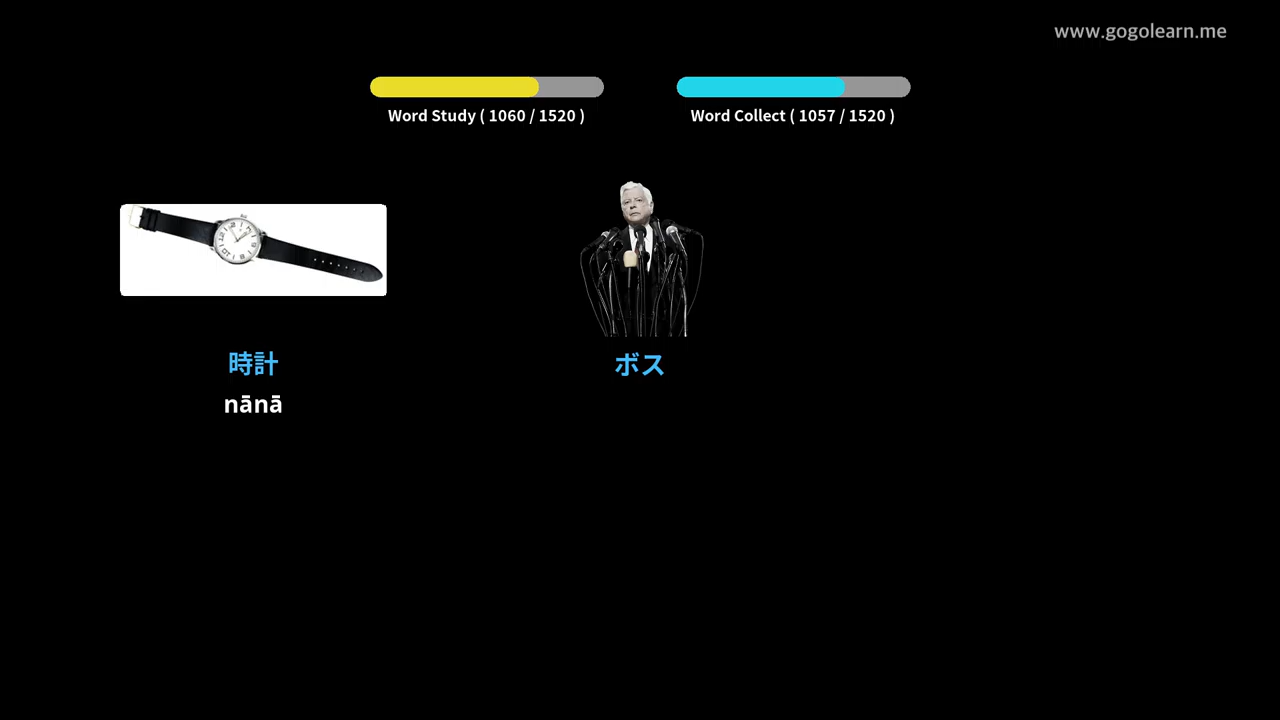 www.gogolearn.me
Word Study ( 1060 / 1520 )
Word Collect ( 1057 / 1520 )
時計
nānā
ボス